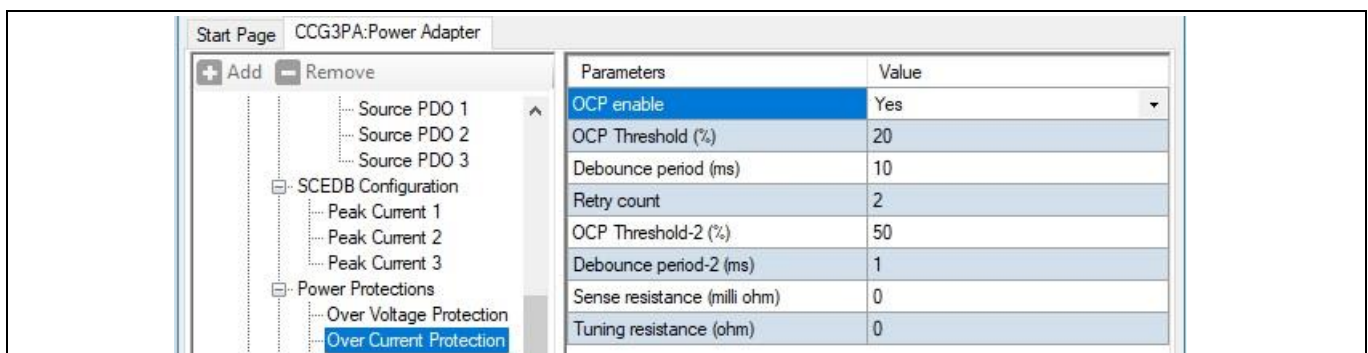 Start Page CCG3PA:Power Adapter
Add Remove
Source PDO 1
Source PDO 2
Source PDO 3
SCEDB Configuration
Peak Current 1
Peak Current 2
Peak Current 3
Power Protections
Over Voltage Protection
Over Current Protection
Parameters Value
OCP enable Yes
OCP Threshold (%) 20
Debounce period (ms) 10
Retry count 2
OCP Threshold-2 (%) 50
Debounce period-2 (ms) 1
Sense resistance (milli ohm) 0
Tuning resistance (ohm) 0